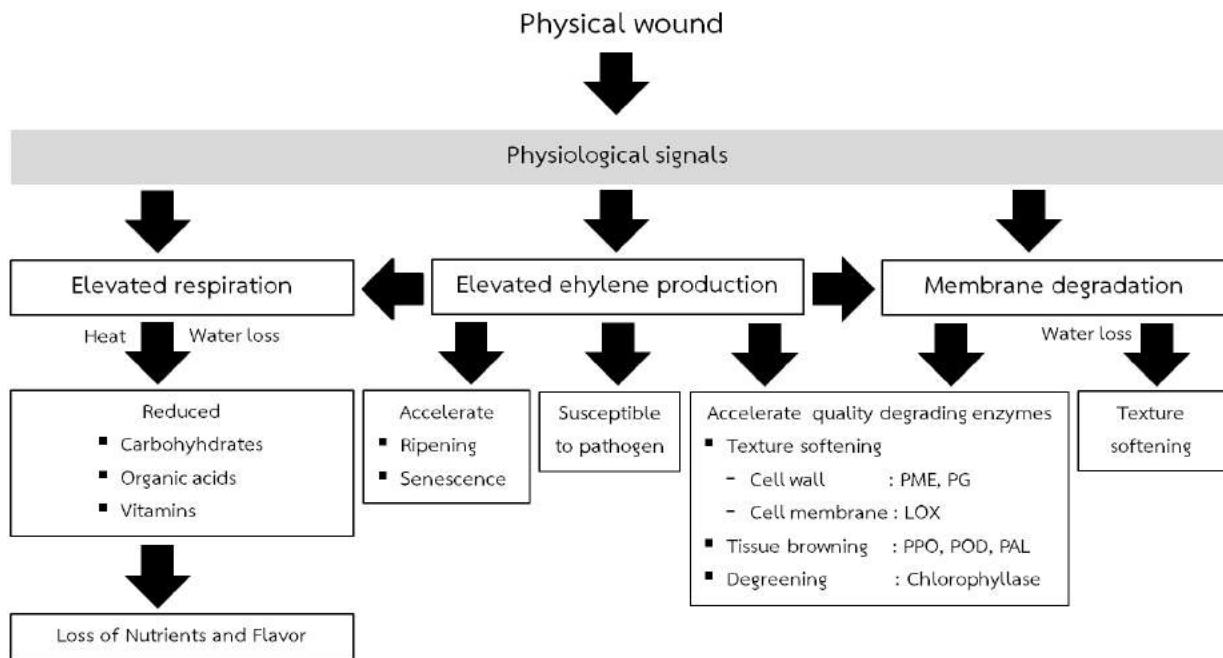 Physical wound
Physiological signals
Elevated respiration
Elevated ehylene production
Membrane degradation
Heat
Water loss
Water loss
Reduced
▪ Carbohyhdrates
▪ Organic acids
▪ Vitamins
Accelerate
▪ Ripening
▪ Senescence
Susceptible
to pathogen
Accelerate quality degrading enzymes
▪ Texture softening
– Cell wall : PME, PG
– Cell membrane : LOX
▪ Tissue browning : PPO, POD, PAL
▪ Degreening : Chlorophyllase
Texture
softening
Loss of Nutrients and Flavor